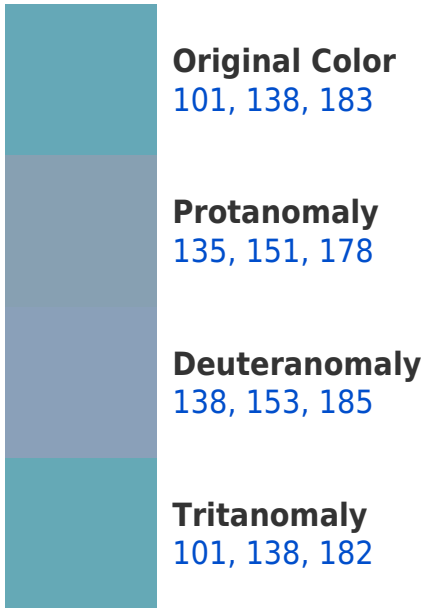 Original Color
101, 138, 183
Protanomaly
135, 151, 178
Deuteranomaly
138, 153, 185
Tritanomaly
101, 138, 182